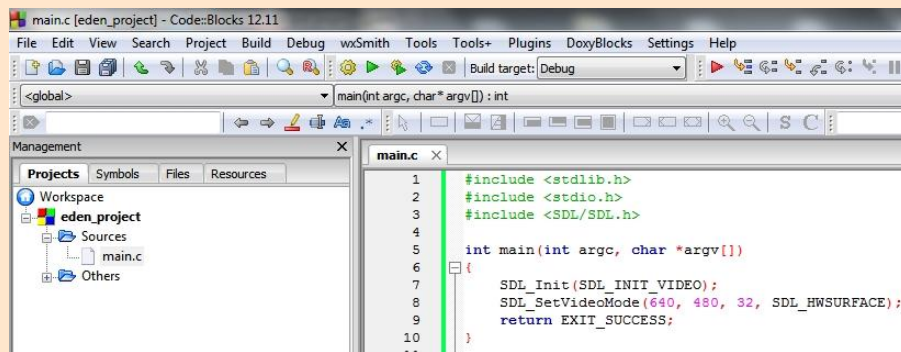 main.c [eden_project] - Code::Blocks 12.11
File Edit View Search Project Build Debug wxSmith Tools Tools+ Plugins DoxyBlocks Settings Help
Build target: Debug
<global> main(int argc, char* argv[]) : int
S C
Management
main.c
Projects Symbols Files Resources
Workspace
eden_project
Sources
main.c
Others
1 #include <stdlib.h>
2 #include <stdio.h>
3 #include <SDL/SDL.h>
4
5 int main(int argc, char *argv[])
6 {
7 SDL_Init(SDL_INIT_VIDEO);
8 SDL_SetVideoMode(640, 480, 32, SDL_HWSURFACE);
9 return EXIT_SUCCESS;
10 }